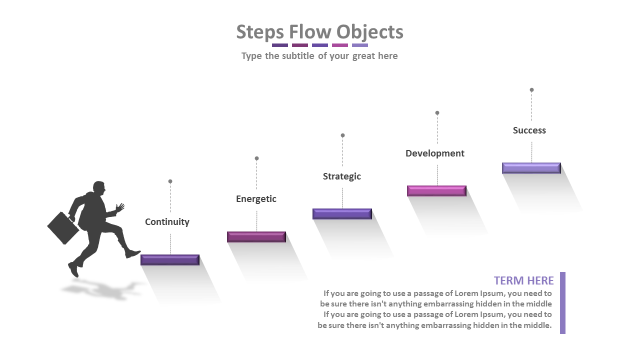 Steps Flow Objects
Type the subtitle of your great here
Success
Development
Strategic
Energetic
Continuity
TERM HERE
If you are going to use a passage of Lorem Ipsum, you need to
be sure there isn't anything embarrassing hidden in the middle
If you are going to use a passage of Lorem Ipsum, you need to
be sure there isn't anything embarrassing hidden in the middle.